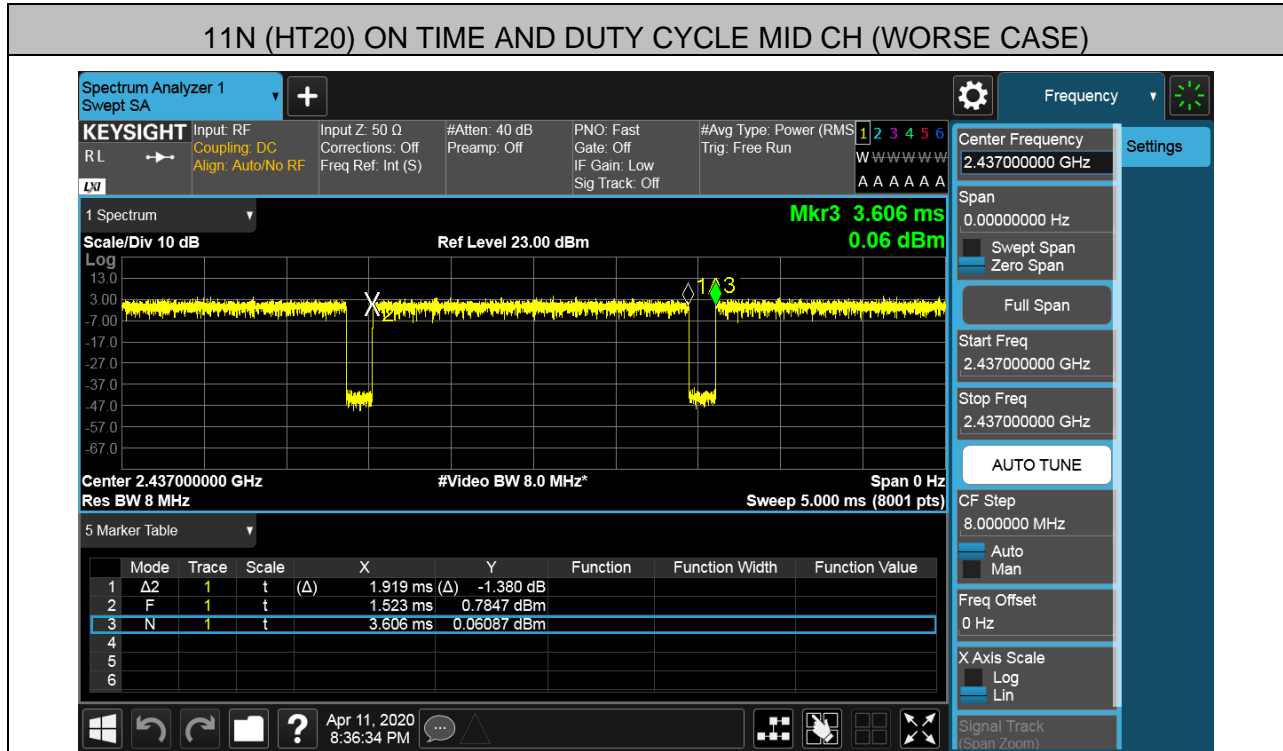 11N (HT20) ON TIME AND DUTY CYCLE MID CH (WORSE CASE)
Spectrum Analyzer 1
Swept SA
Frequency
KEYSIGHT
RL
LXI
Input: RF
Coupling: DC
Align: Auto/No RF
Input Z: 50 Ω
Corrections: Off
Freq Ref: Int (S)
#Atten: 40 dB
Preamp: Off
PNO: Fast
Gate: Off
IF Gain: Low
Sig Track: Off
#Avg Type: Power (RMS
Trig: Free Run
1 2 3 4 5 6
W W W W W W
A A A A A A
1 Spectrum
Mkr3 3.606 ms
Scale/Div 10 dB
Ref Level 23.00 dBm
0.06 dBm
Log
13.0
3.00
-7.00
-17.0
-27.0
-37.0
-47.0
-57.0
-67.0
X2
1Δ3
Center 2.437000000 GHz
#Video BW 8.0 MHz*
Span 0 Hz
Res BW 8 MHz
Sweep 5.000 ms (8001 pts)
5 Marker Table
Mode Trace Scale X Y Function Function Width Function Value
1 Δ2 1 t (Δ) 1.919 ms (Δ) -1.380 dB
2 F 1 t 1.523 ms 0.7847 dBm
3 N 1 t 3.606 ms 0.06087 dBm
4
5
6
?
Apr 11, 2020
8:36:34 PM
Center Frequency
2.437000000 GHz
Settings
Span
0.00000000 Hz
Swept Span
Zero Span
Full Span
Start Freq
2.437000000 GHz
Stop Freq
2.437000000 GHz
AUTO TUNE
CF Step
8.000000 MHz
Auto
Man
Freq Offset
0 Hz
X Axis Scale
Log
Lin
Signal Track
(Span Zoom)